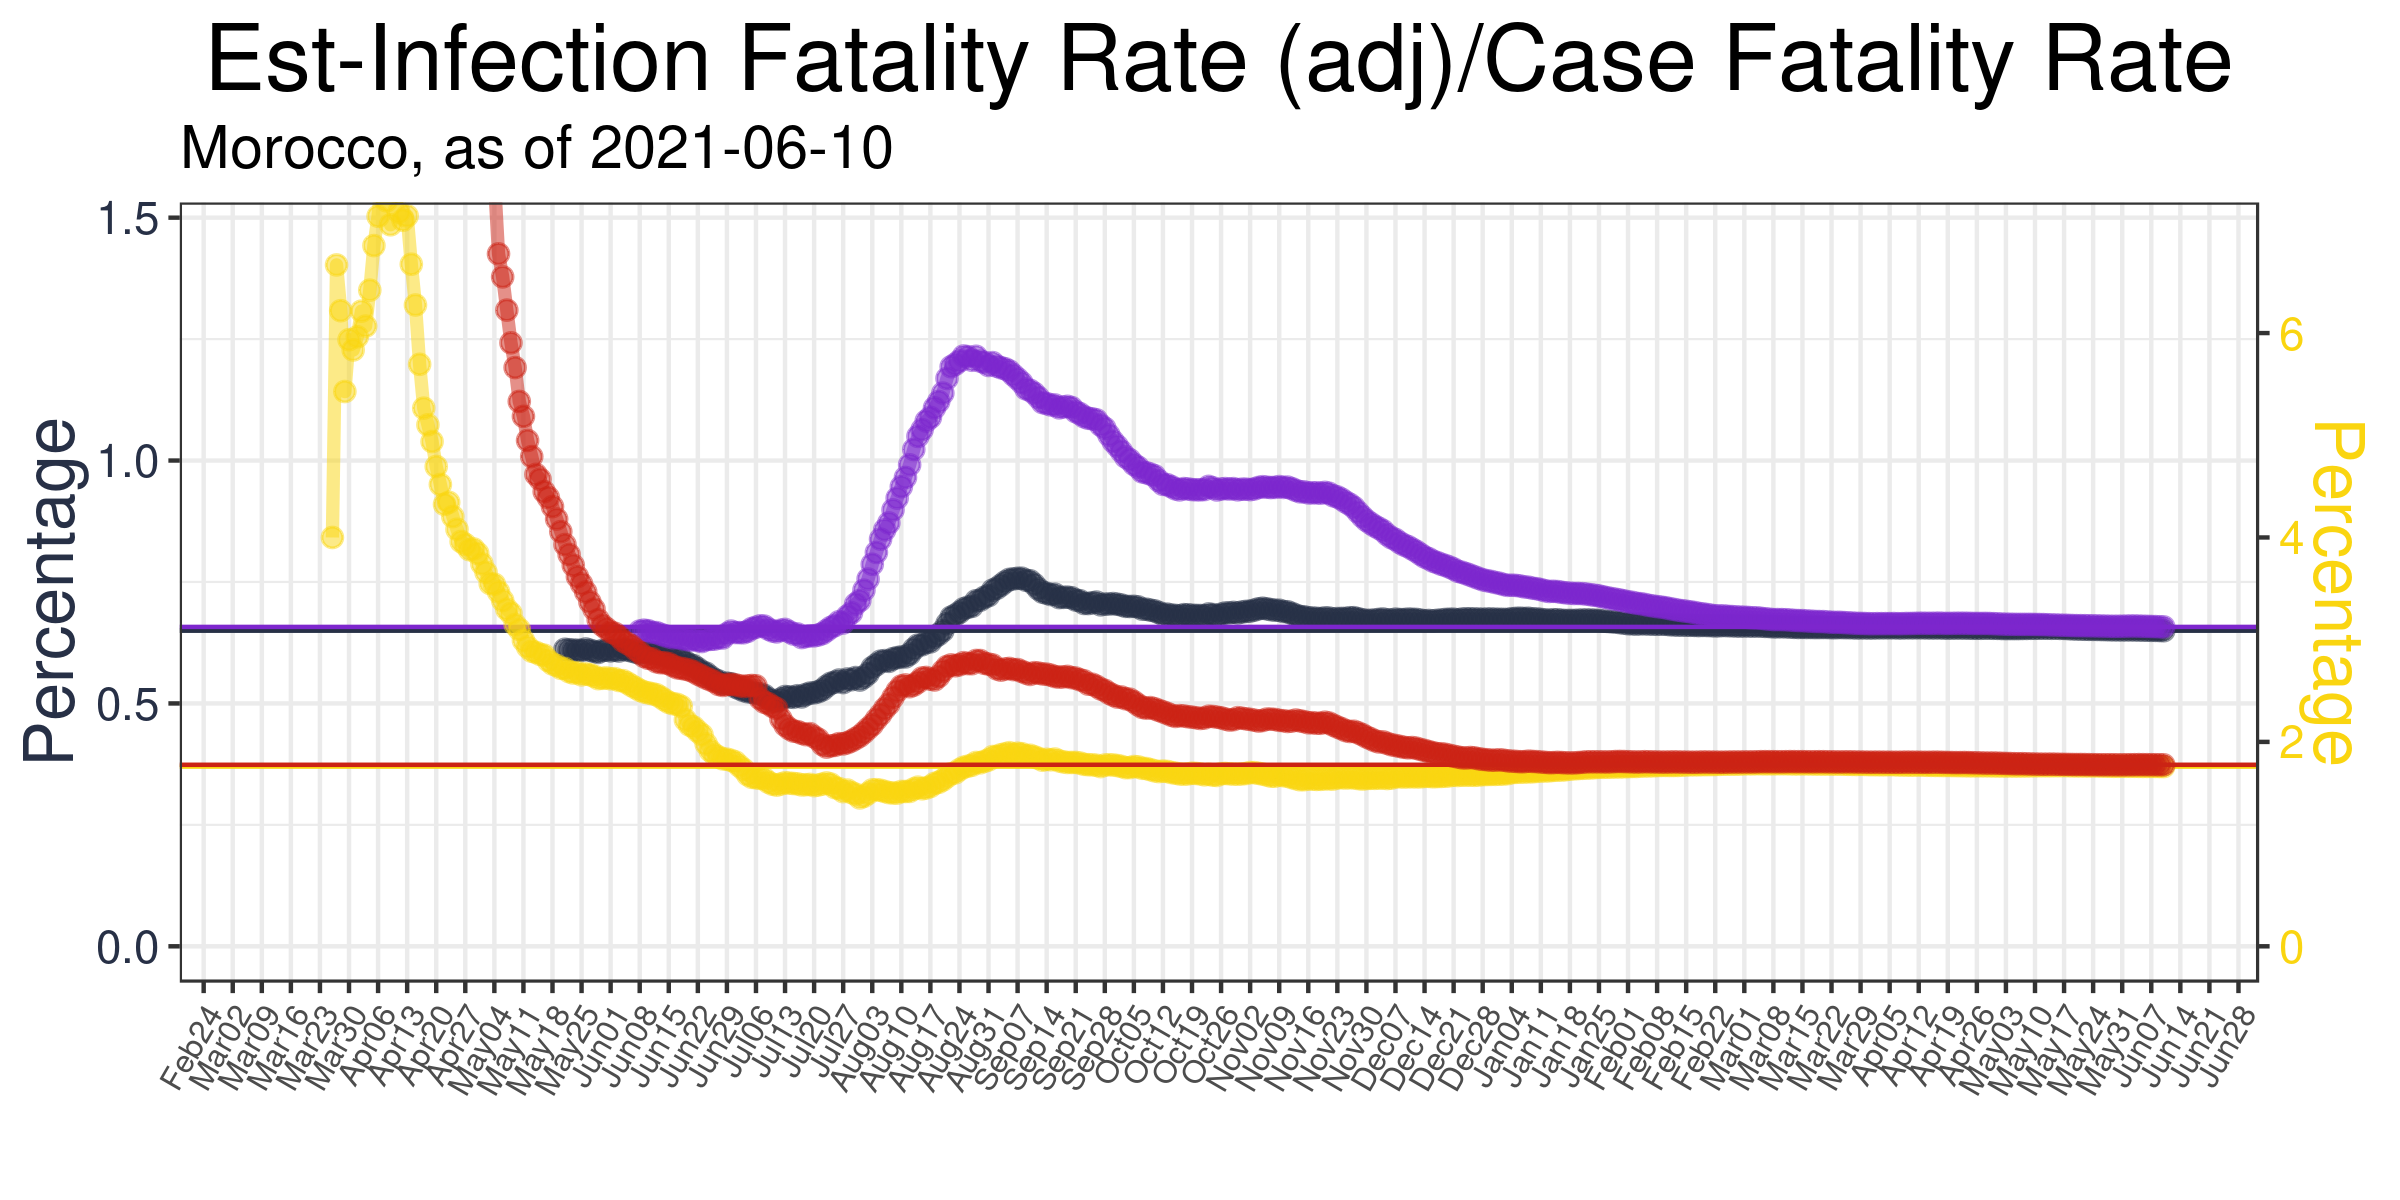 Est-Infection Fatality Rate (adj)/Case Fatality Rate
Morocco, as of 2021-06-10
1.5
1.0
0.5
0.0
Percentage
6
4
2
0
Percentage
Feb24
Mar02
Mar09
Mar16
Mar23
Mar30
Apr06
Apr13
Apr20
Apr27
May04
May11
May18
May25
Jun01
Jun08
Jun15
Jun22
Jun29
Jul06
Jul13
Jul20
Jul27
Aug03
Aug10
Aug17
Aug24
Aug31
Sep07
Sep14
Sep21
Sep28
Oct05
Oct12
Oct19
Oct26
Nov02
Nov09
Nov16
Nov23
Nov30
Dec07
Dec14
Dec21
Dec28
Jan04
Jan11
Jan18
Jan25
Feb01
Feb08
Feb15
Feb22
Mar01
Mar08
Mar15
Mar22
Mar29
Apr05
Apr12
Apr19
Apr26
May03
May10
May17
May24
May31
Jun07
Jun14
Jun21
Jun28